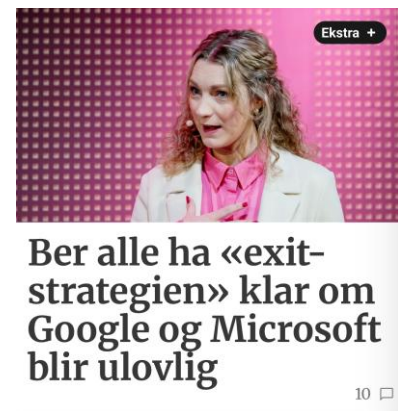 Ekstra +
Ber alle ha «exit-
strategien» klar om
Google og Microsoft
blir ulovlig
10